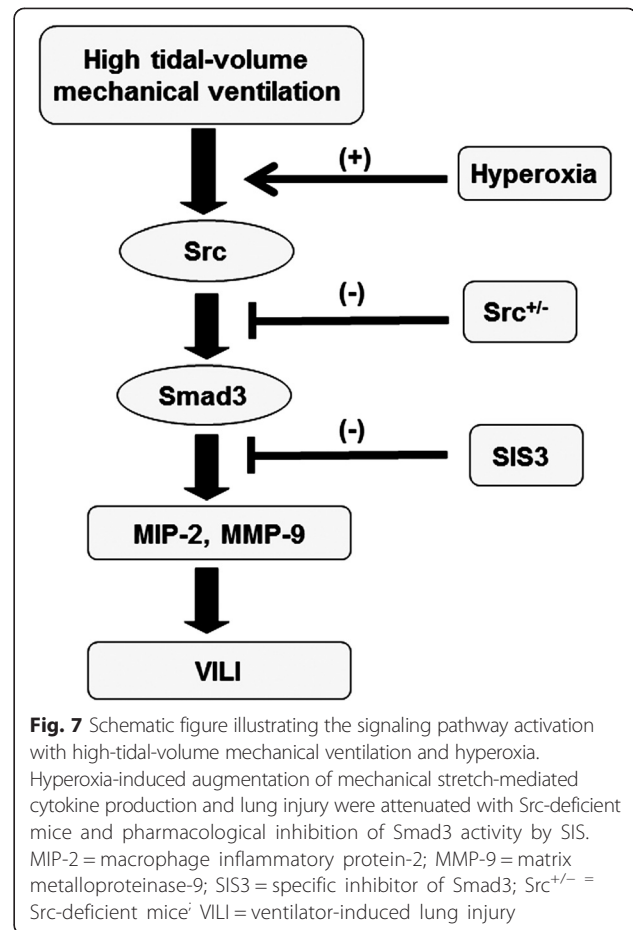 High tidal-volume
mechanical ventilation
(+)
Hyperoxia
Src
(-)
Src+/-
Smad3
(-)
SIS3
MIP-2, MMP-9
VILI
Fig. 7 Schematic figure illustrating the signaling pathway activation
with high-tidal-volume mechanical ventilation and hyperoxia.
Hyperoxia-induced augmentation of mechanical stretch-mediated
cytokine production and lung injury were attenuated with Src-deficient
mice and pharmacological inhibition of Smad3 activity by SIS.
MIP-2 = macrophage inflammatory protein-2; MMP-9 = matrix
metalloproteinase-9; SIS3 = specific inhibitor of Smad3; Src+/− =
Src-deficient mice; VILI = ventilator-induced lung injury